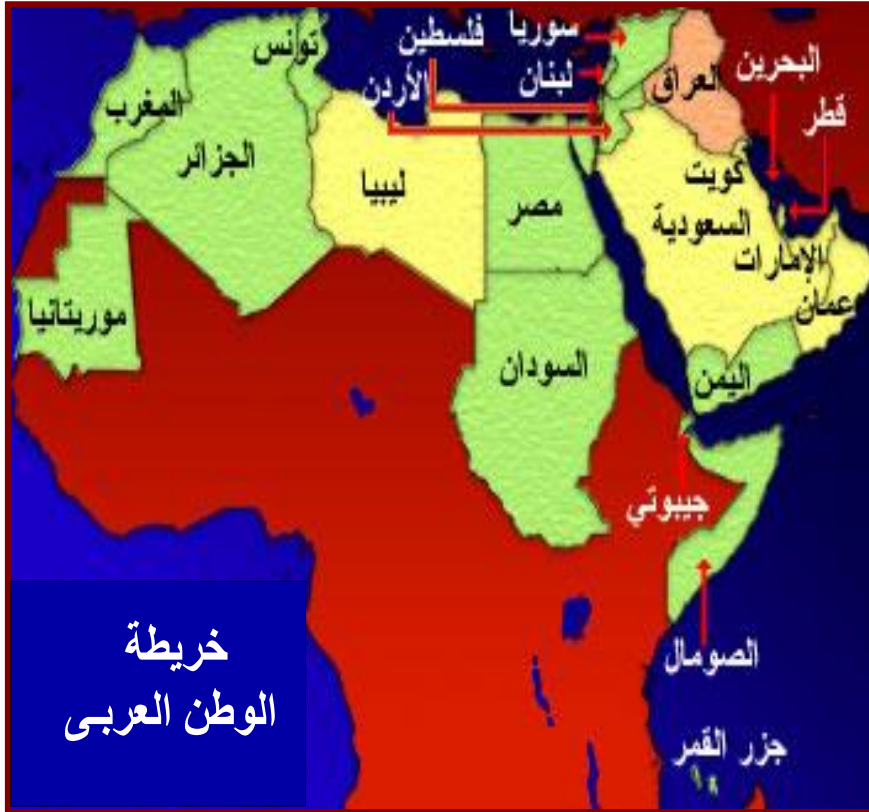 تونس
المغرب
الجزائر
ليبيا
موريتانيا
فلسطين
سوريا
لبنان
الأردن
العراق
البحرين
قطر
مصر
كويت
السعودية
الإمارات
عمان
السودان
اليمن
جيبوتي
الصومال
جزر القمر
خريطة
الوطن العربى